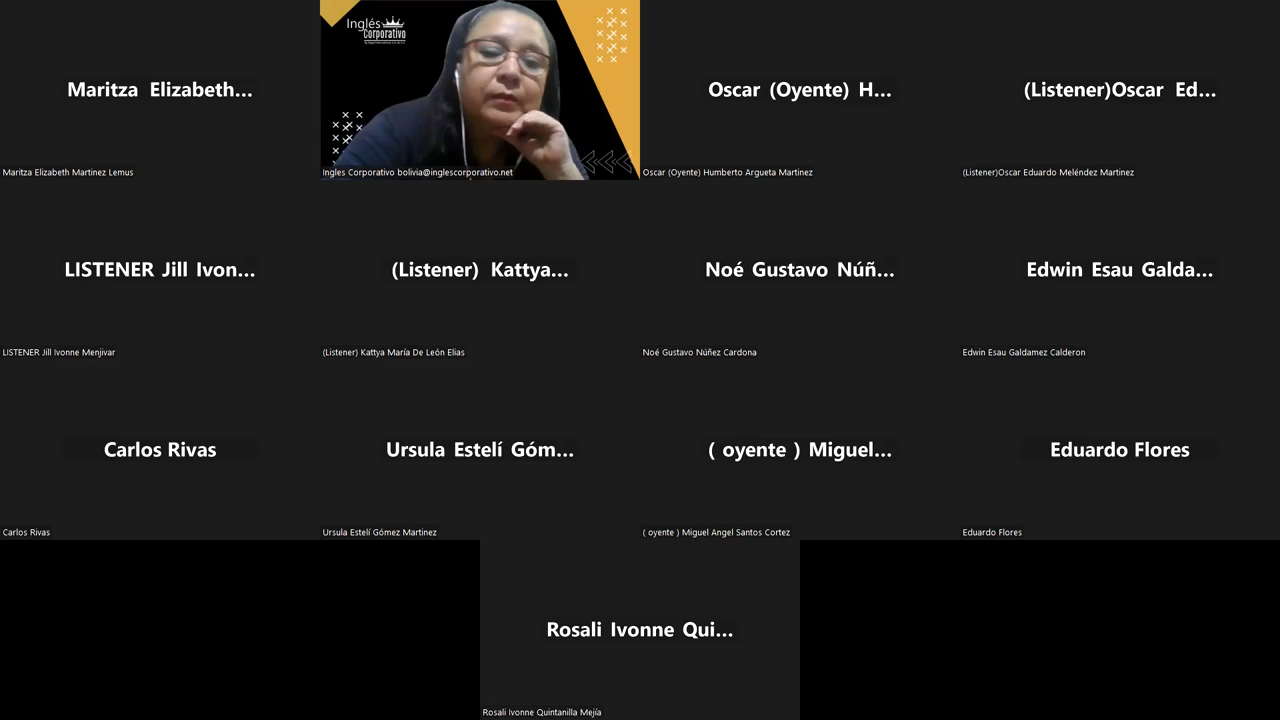 Maritza Elizabeth...
Maritza Elizabeth Martinez Lemus
Inglés
Corporativo
Ingles Corporativo bolivia@inglescorporativo.net
Oscar (Oyente) H...
Oscar (Oyente) Humberto Argueta Martinez
(Listener)Oscar Ed...
(Listener)Oscar Eduardo Meléndez Martinez
LISTENER Jill Ivon...
LISTENER Jill Ivonne Menjivar
(Listener) Kattya...
(Listener) Kattya María De León Elias
Noé Gustavo Núñ...
Noé Gustavo Núñez Cardona
Edwin Esau Galda...
Edwin Esau Galdamez Calderon
Carlos Rivas
Carlos Rivas
Ursula Estelí Góm...
Ursula Estelí Gómez Martinez
( oyente ) Miguel...
( oyente ) Miguel Angel Santos Cortez
Eduardo Flores
Eduardo Flores
Rosali Ivonne Qui...
Rosali Ivonne Quintanilla Mejía